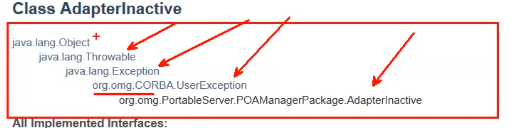 Class AdapterInactive
java.lang.Object
java.lang.Throwable
java.lang.Exception
org.omg.CORBA.UserException
org.omg.PortableServer.POAManagerPackage.AdapterInactive
All Implemented Interfaces: